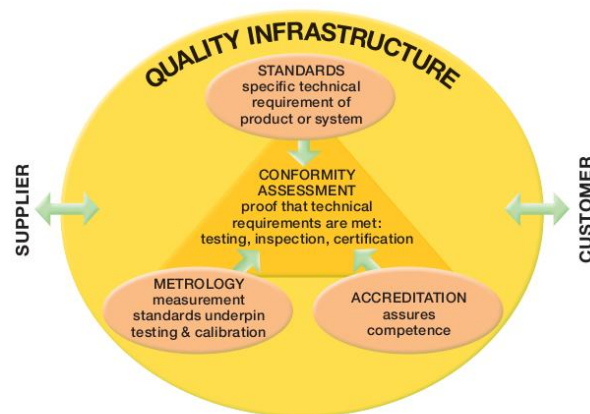 QUALITY INFRASTRUCTURE
STANDARDS
specific technical
requirement of
product or system
SUPPLIER
CONFORMITY
ASSESSMENT
proof that technical
requirements are met:
testing, inspection, certification
CUSTOMER
METROLOGY
measurement
standards underpin
testing & calibration
ACCREDITATION
assures
competence